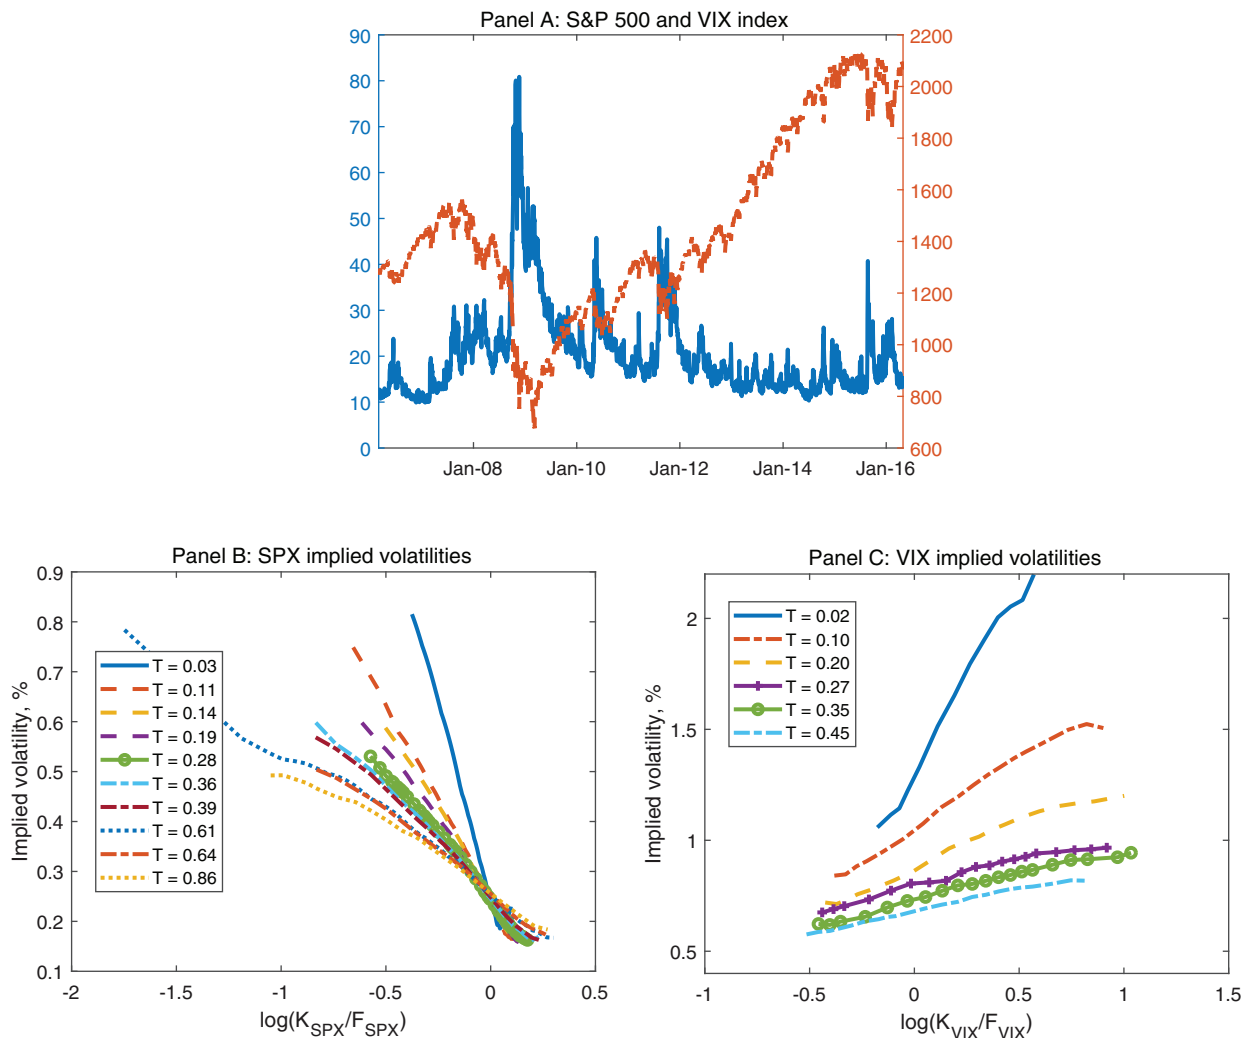 Panel A: S&P 500 and VIX index
90
80
70
60
50
40
30
20
10
0
2200
2000
1800
1600
1400
1200
1000
800
600
Jan-08 Jan-10 Jan-12 Jan-14 Jan-16
Panel B: SPX implied volatilities
Implied volatility, %
0.9
0.8
0.7
0.6
0.5
0.4
0.3
0.2
0.1
T = 0.03
T = 0.11
T = 0.14
T = 0.19
T = 0.28
T = 0.36
T = 0.39
T = 0.61
T = 0.64
T = 0.86
-2 -1.5 -1 -0.5 0 0.5
log(K_SPX/F_SPX)
Panel C: VIX implied volatilities
Implied volatility, %
2
1.5
1
0.5
T = 0.02
T = 0.10
T = 0.20
T = 0.27
T = 0.35
T = 0.45
-1 -0.5 0 0.5 1 1.5
log(K_VIX/F_VIX)